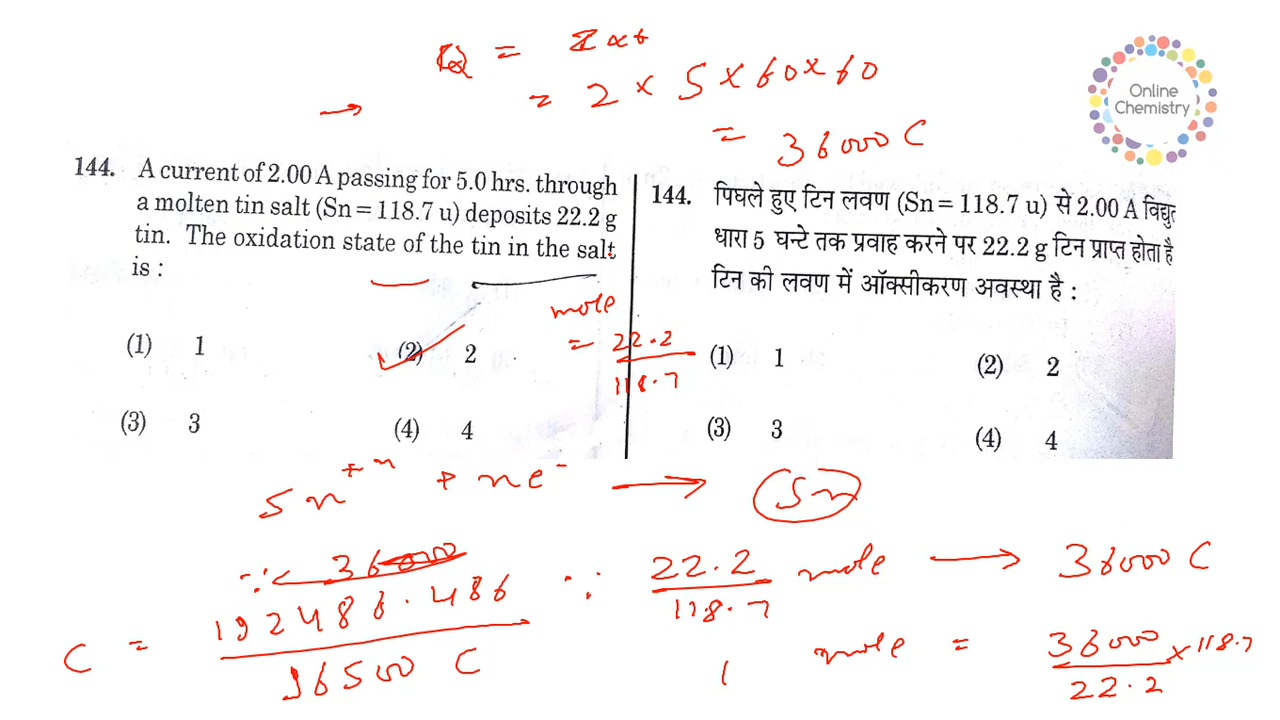 Q = I x t
= 2 x 5 x 60 x 60
= 36000 C
Online
Chemistry
144. A current of 2.00 A passing for 5.0 hrs. through
a molten tin salt (Sn = 118.7 u) deposits 22.2 g
tin. The oxidation state of the tin in the salt
is :
(1) 1
(2) 2
(3) 3
(4) 4
mole
= 22.2
118.7
144. पिघले हुए टिन लवण (Sn = 118.7 u) से 2.00 A विद्युत
धारा 5 घन्टे तक प्रवाह करने पर 22.2 g टिन प्राप्त होता है
टिन की लवण में ऑक्सीकरण अवस्था है :
(1) 1
(2) 2
(3) 3
(4) 4
Sn+n + ne- → Sn
∵ 36000
∵ 22.2 mole → 36000 C
118.7
C = 192486.486
96500 C
1 mole = 36000 x 118.7
22.2